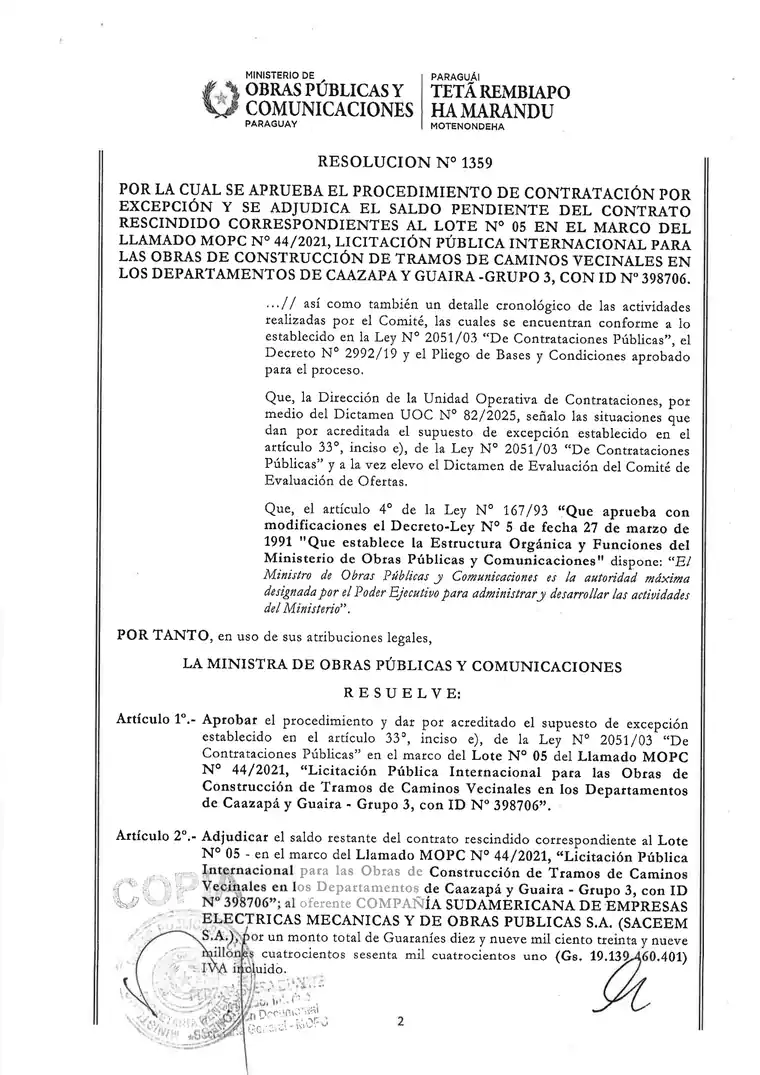 MINISTERIO DE
OBRAS PÚBLICAS Y
COMUNICACIONES
PARAGUAY
PARAGUÁI
TETÃ REMBIAPO
HA MARANDU
MOTENONDEHA
RESOLUCION N° 1359
POR LA CUAL SE APRUEBA EL PROCEDIMIENTO DE CONTRATACIÓN POR
EXCEPCIÓN Y SE ADJUDICA EL SALDO PENDIENTE DEL CONTRATO
RESCINDIDO CORRESPONDIENTES AL LOTE N° 05 EN EL MARCO DEL
LLAMADO MOPC N° 44/2021, LICITACIÓN PÚBLICA INTERNACIONAL PARA
LAS OBRAS DE CONSTRUCCIÓN DE TRAMOS DE CAMINOS VECINALES EN
LOS DEPARTAMENTOS DE CAAZAPA Y GUAIRA -GRUPO 3, CON ID N° 398706.
...// así como también un detalle cronológico de las actividades
realizadas por el Comité, las cuales se encuentran conforme a lo
establecido en la Ley N° 2051/03 “De Contrataciones Públicas”, el
Decreto N° 2992/19 y el Pliego de Bases y Condiciones aprobado
para el proceso.
Que, la Dirección de la Unidad Operativa de Contrataciones, por
medio del Dictamen UOC N° 82/2025, señalo las situaciones que
dan por acreditada el supuesto de excepción establecido en el
artículo 33°, inciso e), de la Ley N° 2051/03 “De Contrataciones
Públicas” y a la vez elevo el Dictamen de Evaluación del Comité de
Evaluación de Ofertas.
Que, el artículo 4° de la Ley N° 167/93 “Que aprueba con
modificaciones el Decreto-Ley N° 5 de fecha 27 de marzo de
1991 "Que establece la Estructura Orgánica y Funciones del
Ministerio de Obras Públicas y Comunicaciones" dispone: “El
Ministro de Obras Públicas y Comunicaciones es la autoridad máxima
designada por el Poder Ejecutivo para administrar y desarrollar las actividades
del Ministerio”.
POR TANTO, en uso de sus atribuciones legales,
LA MINISTRA DE OBRAS PÚBLICAS Y COMUNICACIONES
R E S U E L V E:
Artículo 1°.- Aprobar el procedimiento y dar por acreditado el supuesto de excepción
establecido en el artículo 33°, inciso e), de la Ley N° 2051/03 “De
Contrataciones Públicas” en el marco del Lote N° 05 del Llamado MOPC
N° 44/2021, “Licitación Pública Internacional para las Obras de
Construcción de Tramos de Caminos Vecinales en los Departamentos
de Caazapá y Guaira - Grupo 3, con ID N° 398706”.
Artículo 2°.- Adjudicar el saldo restante del contrato rescindido correspondiente al Lote
N° 05 - en el marco del Llamado MOPC N° 44/2021, “Licitación Pública
Internacional para las Obras de Construcción de Tramos de Caminos
Vecinales en los Departamentos de Caazapá y Guaira - Grupo 3, con ID
N° 398706”; al oferente COMPAÑÍA SUDAMERICANA DE EMPRESAS
ELECTRICAS MECANICAS Y DE OBRAS PUBLICAS S.A. (SACEEM
S.A.), por un monto total de Guaraníes diez y nueve mil ciento treinta y nueve
millones cuatrocientos sesenta mil cuatrocientos uno (Gs. 19.139.460.401)
IVA incluido.
COPIA
2